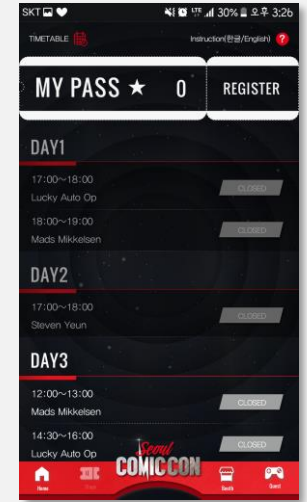 SKT LTE 30% 오후 3:26
TIMETABLE Instruction(한글/English) ?
MY PASS ★ 0 REGISTER
DAY1
17:00~18:00
Lucky Auto Op
CLOSED
18:00~19:00
Mads Mikkelsen
CLOSED
DAY2
17:00~18:00
Steven Yeun
CLOSED
DAY3
12:00~13:00
Mads Mikkelsen
CLOSED
14:30~16:00
Lucky Auto Op
CLOSED
Seoul
COMIC CON
Home
Booth
Quest